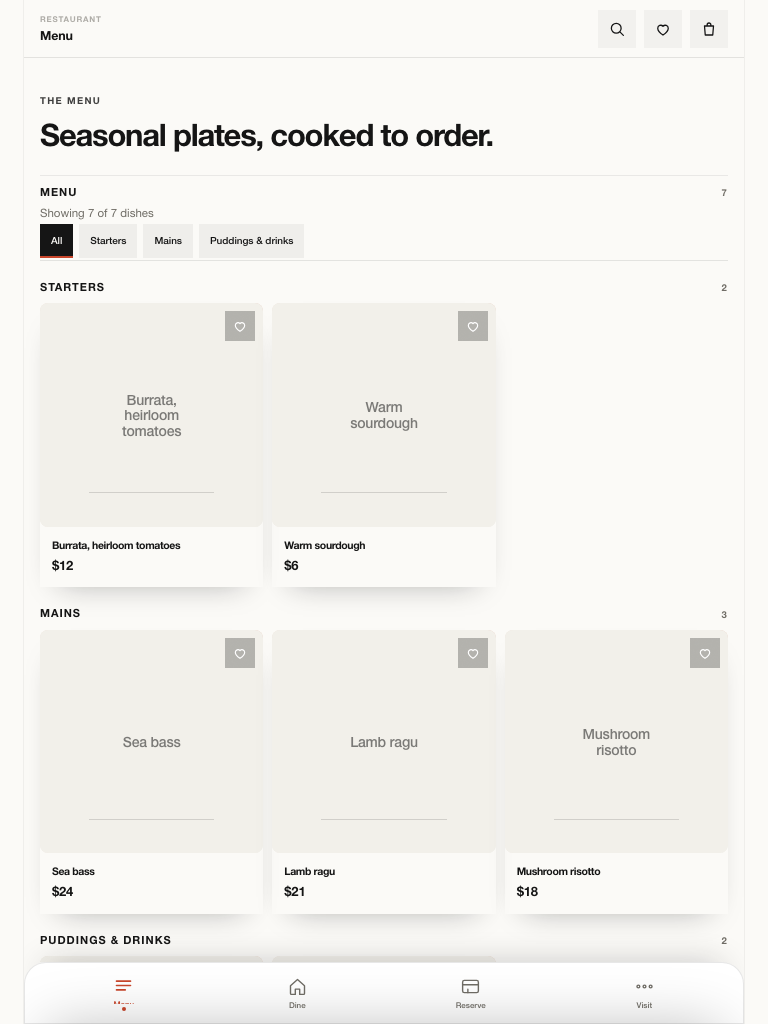 RESTAURANT
Menu
THE MENU
Seasonal plates, cooked to order.
MENU 7
Showing 7 of 7 dishes
All Starters Mains Puddings & drinks
STARTERS 2
Burrata,
heirloom
tomatoes
Warm
sourdough
Burrata, heirloom tomatoes
$12
Warm sourdough
$6
MAINS 3
Sea bass
Lamb ragu
Mushroom
risotto
Sea bass
$24
Lamb ragu
$21
Mushroom risotto
$18
PUDDINGS & DRINKS 2
Dine Reserve Visit